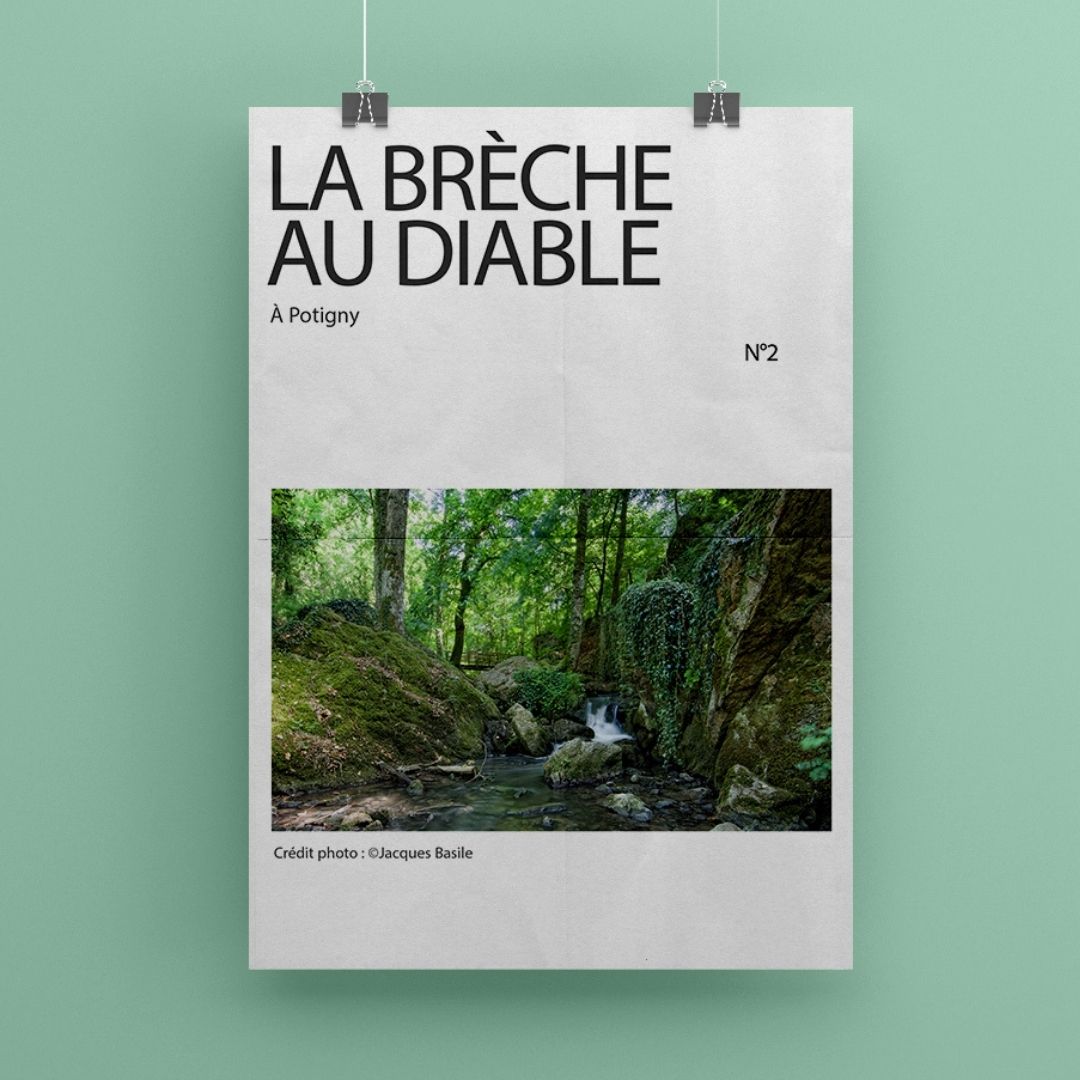 LA BRÈCHE
AU DIABLE
À Potigny
N°2
Crédit photo : ©Jacques Basile